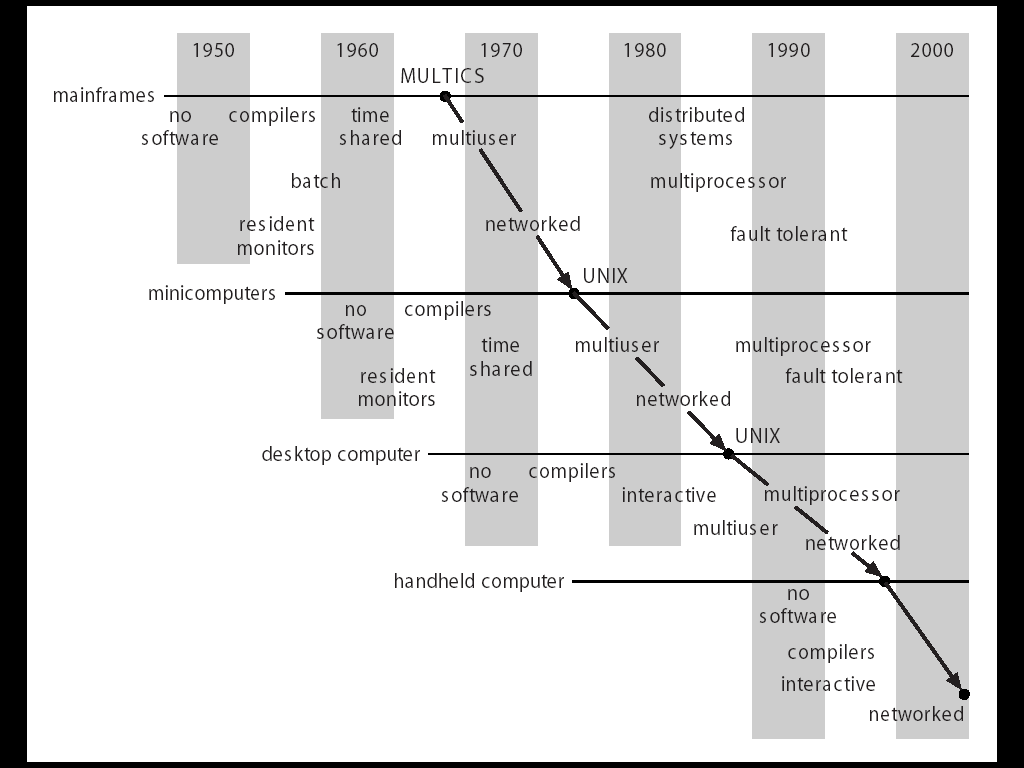 1950 1960 1970 1980 1990 2000
MULTICS
mainframes
no compilers time distributed
software shared multiuser systems
batch multiprocessor
resident networked
monitors fault tolerant
UNIX
minicomputers
no compilers
software
time multiuser multiprocessor
shared
resident fault tolerant
monitors networked
UNIX
desktop computer
no compilers
software interactive multiprocessor
multiuser
networked
handheld computer
no
software
compilers
interactive
networked